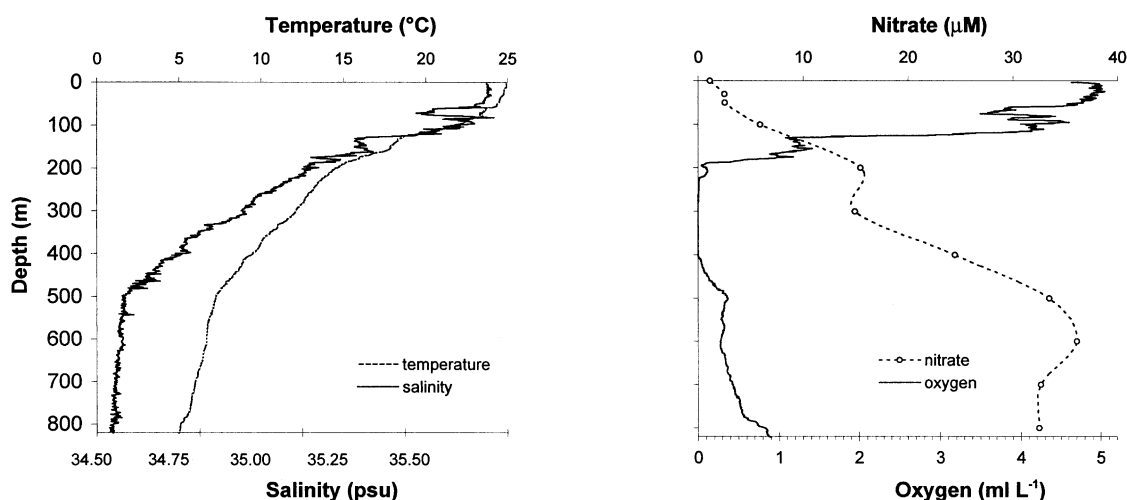 Temperature (°C)
0 5 10 15 20 25
0
100
200
300
400
500
600
700
800
Depth (m)
temperature
salinity
34.50 34.75 35.00 35.25 35.50
Salinity (psu)
Nitrate (µM)
0 10 20 30 40
nitrate
oxygen
0 1 2 3 4 5
Oxygen (ml L⁻¹)